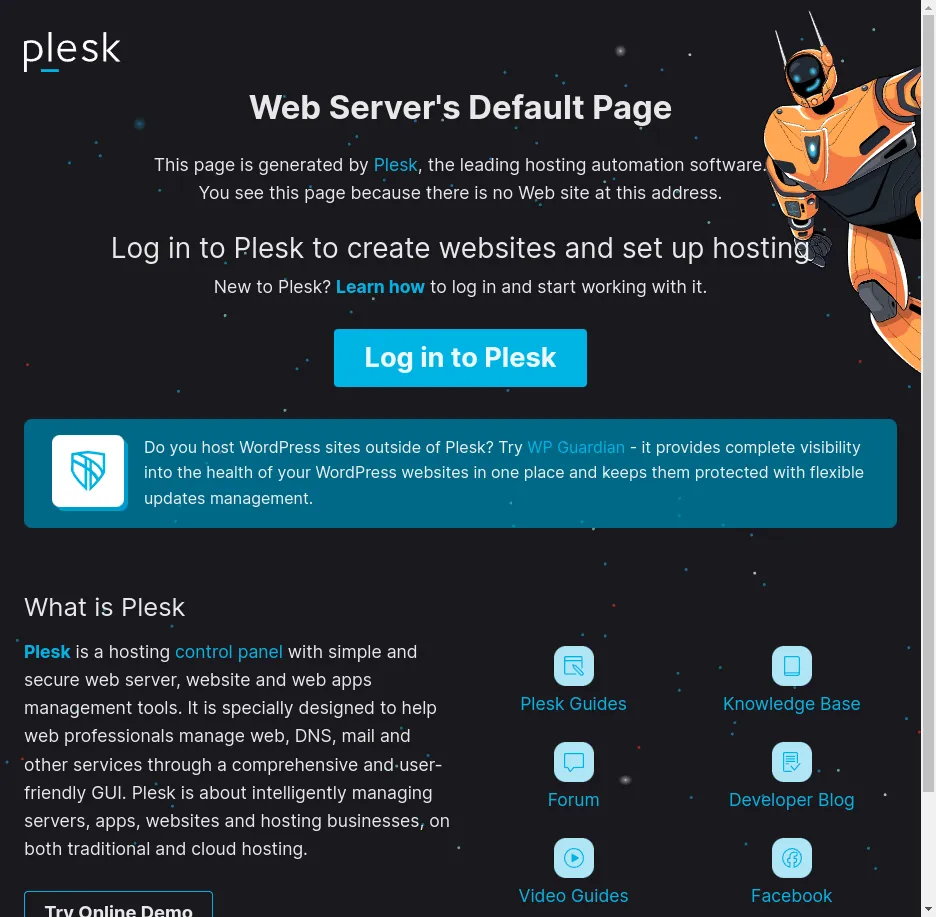 plesk
Web Server's Default Page
This page is generated by Plesk, the leading hosting automation software.
You see this page because there is no Web site at this address.
Log in to Plesk to create websites and set up hosting
New to Plesk? Learn how to log in and start working with it.
Log in to Plesk
Do you host WordPress sites outside of Plesk? Try WP Guardian - it provides complete visibility
into the health of your WordPress websites in one place and keeps them protected with flexible
updates management.
What is Plesk
Plesk is a hosting control panel with simple and
secure web server, website and web apps
management tools. It is specially designed to help
web professionals manage web, DNS, mail and
other services through a comprehensive and user-
friendly GUI. Plesk is about intelligently managing
servers, apps, websites and hosting businesses, on
both traditional and cloud hosting.
Try Online Demo
Plesk Guides
Knowledge Base
Forum
Developer Blog
Video Guides
Facebook